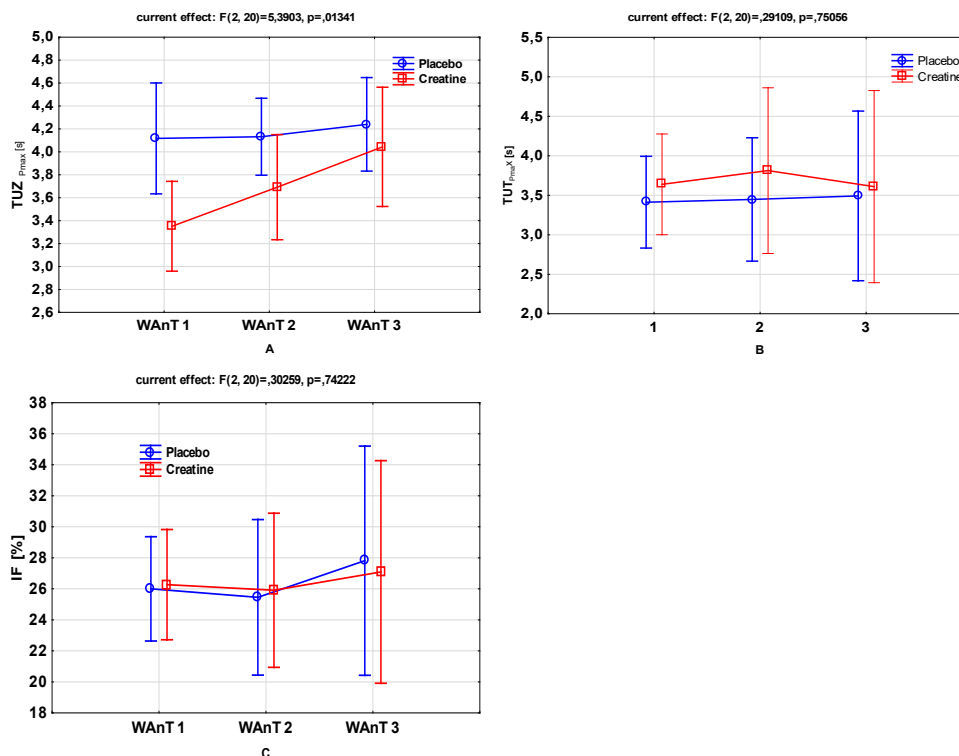 current effect: F(2, 20)=5,3903, p=,01341
5,0
4,8
4,6
4,4
4,2
4,0
3,8
3,6
3,4
3,2
3,0
2,8
2,6
TUZ Pmax [s]
Placebo
Creatine
WAnT 1 WAnT 2 WAnT 3
A
current effect: F(2, 20)=,29109, p=,75056
5,5
5,0
4,5
4,0
3,5
3,0
2,5
2,0
TUT Pmax [s]
Placebo
Creatine
1 2 3
B
current effect: F(2, 20)=,30259, p=,74222
38
36
34
32
30
28
26
24
22
20
18
IF [%]
Placebo
Creatine
WAnT 1 WAnT 2 WAnT 3
C